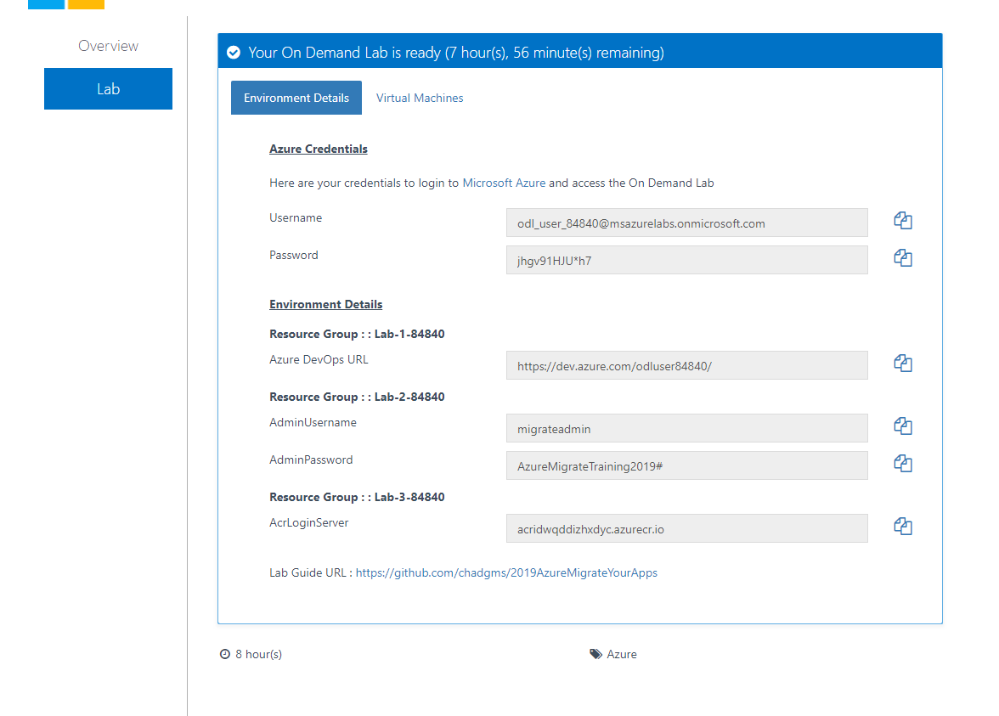 Overview
Lab
Your On Demand Lab is ready (7 hour(s), 56 minute(s) remaining)
Environment Details
Virtual Machines
Azure Credentials
Here are your credentials to login to Microsoft Azure and access the On Demand Lab
Username
odl_user_84840@msazurelabs.onmicrosoft.com
Password
jhgv91HJU*h7
Environment Details
Resource Group : : Lab-1-84840
Azure DevOps URL
https://dev.azure.com/odluser84840/
Resource Group : : Lab-2-84840
AdminUsername
migrateadmin
AdminPassword
AzureMigrateTraining2019#
Resource Group : : Lab-3-84840
AcrLoginServer
acridwqddizhxdyc.azurecr.io
Lab Guide URL : https://github.com/chadgms/2019AzureMigrateYourApps
8 hour(s)
Azure